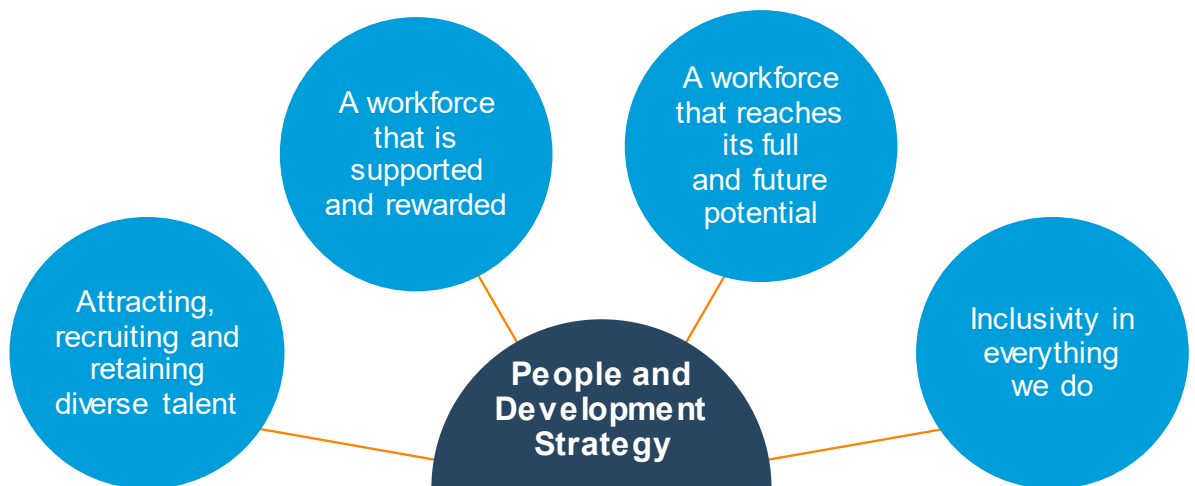 A workforce
that is
supported
and rewarded
A workforce
that reaches
its full
and future
potential
Attracting,
recruiting and
retaining
diverse talent
Inclusivity in
everything
we do
People and
Development
Strategy